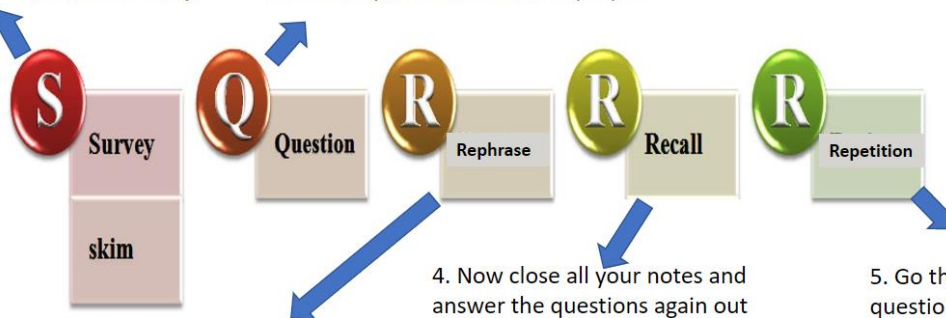 S Q R R R
Survey Question Rephrase Recall Repetition
skim
4. Now close all your notes and
answer the questions again out
5. Go th
question